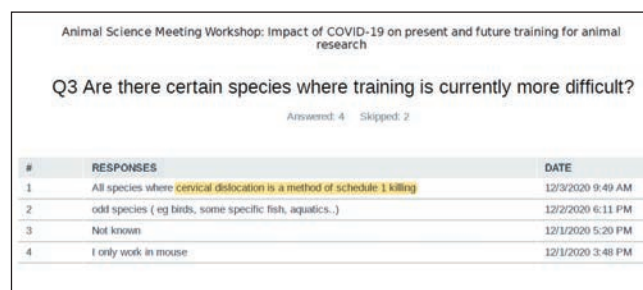 Animal Science Meeting Workshop: Impact of COVID-19 on present and future training for animal
research
Q3 Are there certain species where training is currently more difficult?
Answered: 4 Skipped: 2
# RESPONSES DATE
1 All species where cervical dislocation is a method of schedule 1 killing 12/3/2020 9:49 AM
2 odd species ( eg birds, some specific fish, aquatics..) 12/2/2020 6:11 PM
3 Not known 12/1/2020 5:20 PM
4 I only work in mouse 12/1/2020 3:48 PM